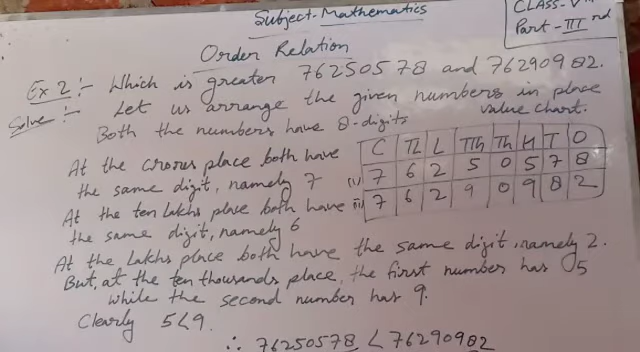 Subject-Mathematics
CLASS-V
Part-III rd
Order Relation
Ex 2:- Which is greater 76250578 and 76290982.
Solve:- Let us arrange the given numbers in place value chart.
Both the numbers have 8-digits
C TL L TTh Th H T O
(i) 7 6 2 5 0 5 7 8
(ii) 7 6 2 9 0 9 8 2
At the crores place both have
the same digit, namely 7
At the ten lakhs place both have
the same digit, namely 6
At the Lakhs place both have the same digit, namely 2.
But, at the ten thousands place, the first number has 5
while the second number has 9.
Clearly 5<9.
∴ 76250578 < 76290982